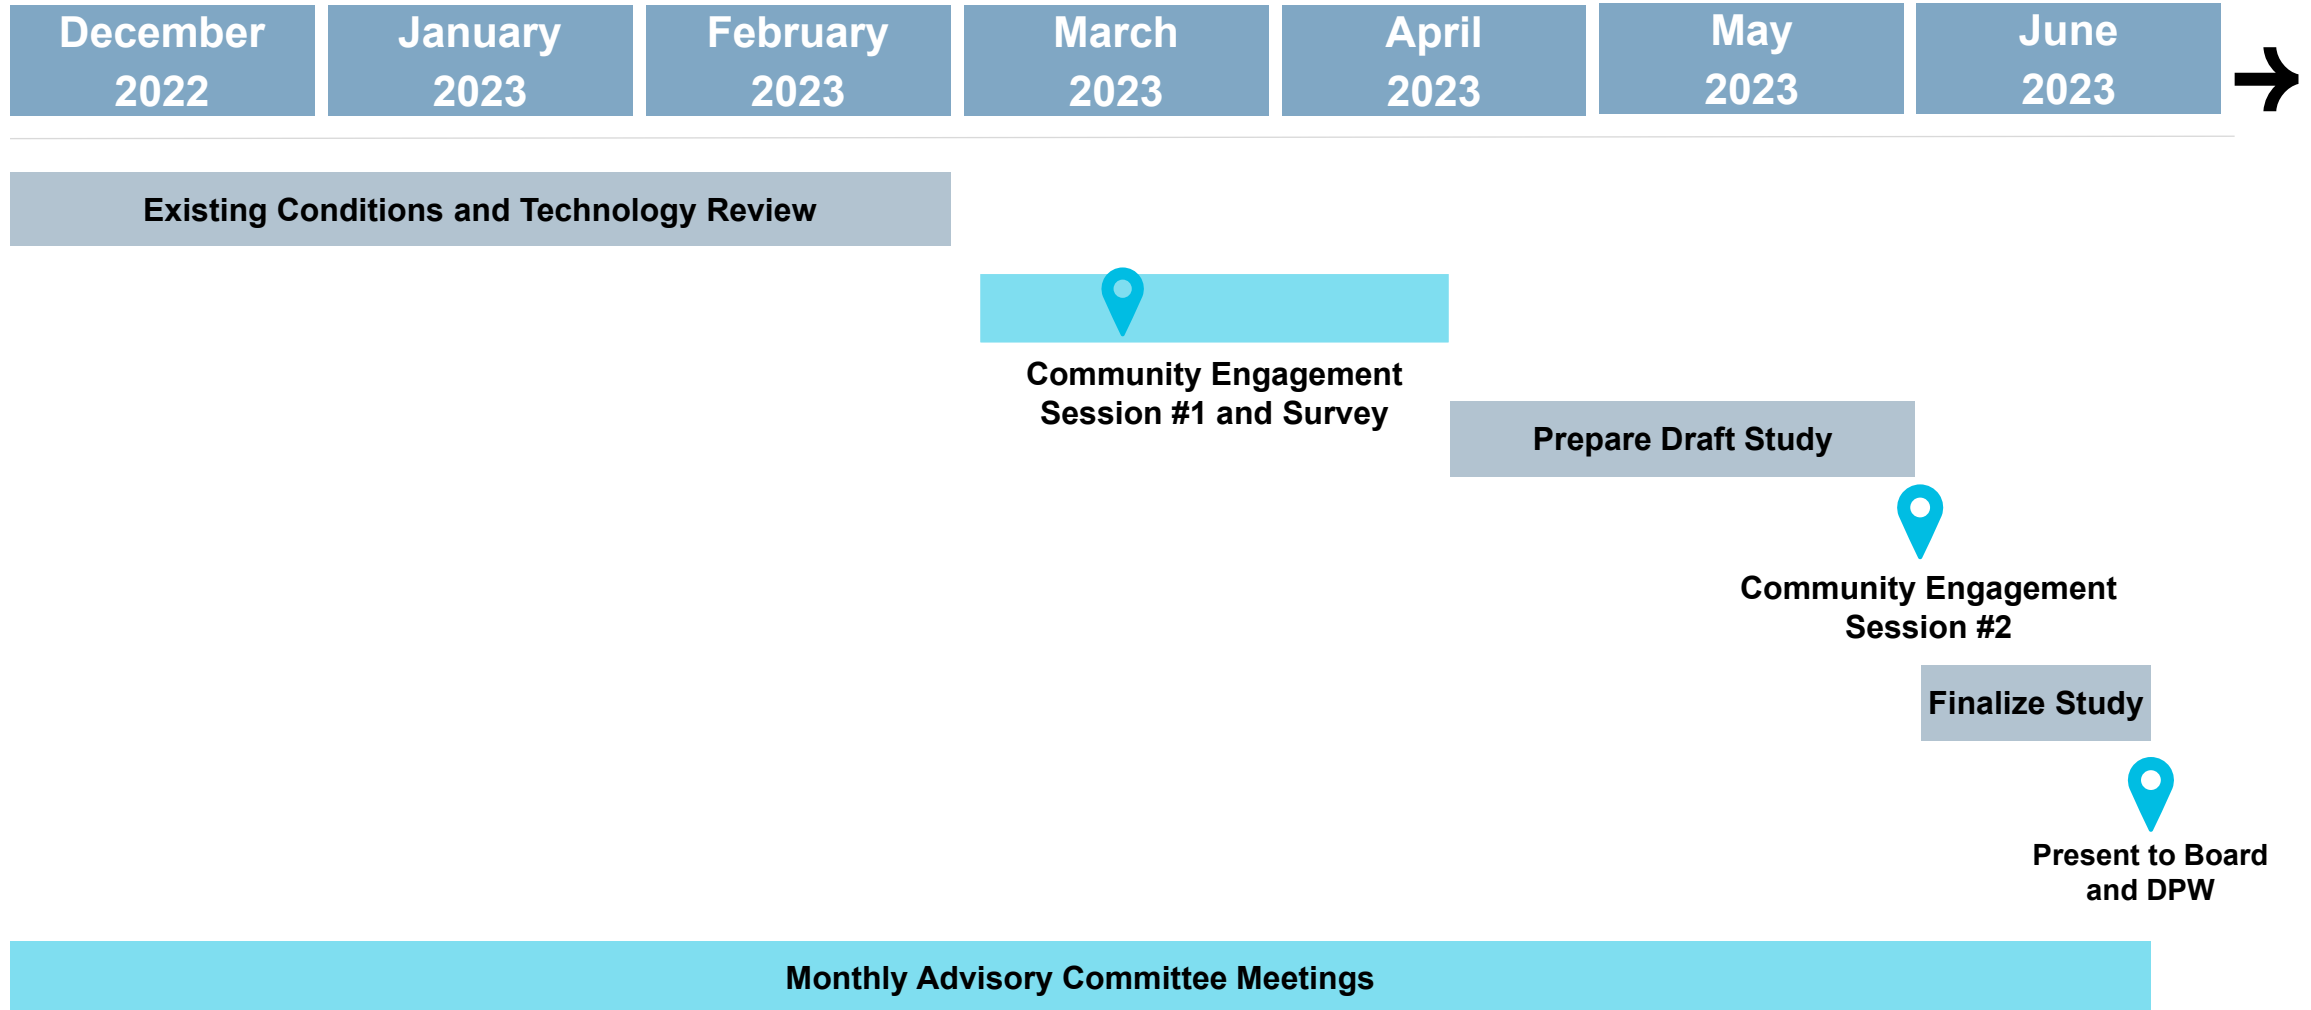 December
2022
January
2023
February
2023
March
2023
April
2023
May
2023
June
2023
Existing Conditions and Technology Review
Community Engagement
Session #1 and Survey
Prepare Draft Study
Community Engagement
Session #2
Finalize Study
Present to Board
and DPW
Monthly Advisory Committee Meetings